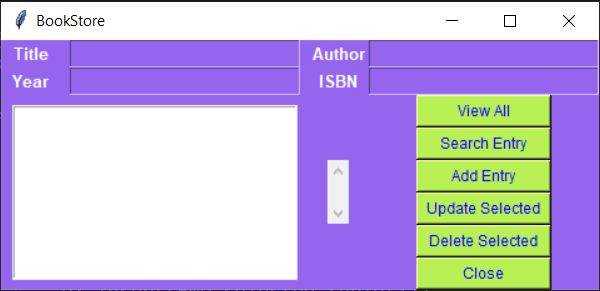 BookStore
Title
Author
Year
ISBN
View All
Search Entry
Add Entry
Update Selected
Delete Selected
Close